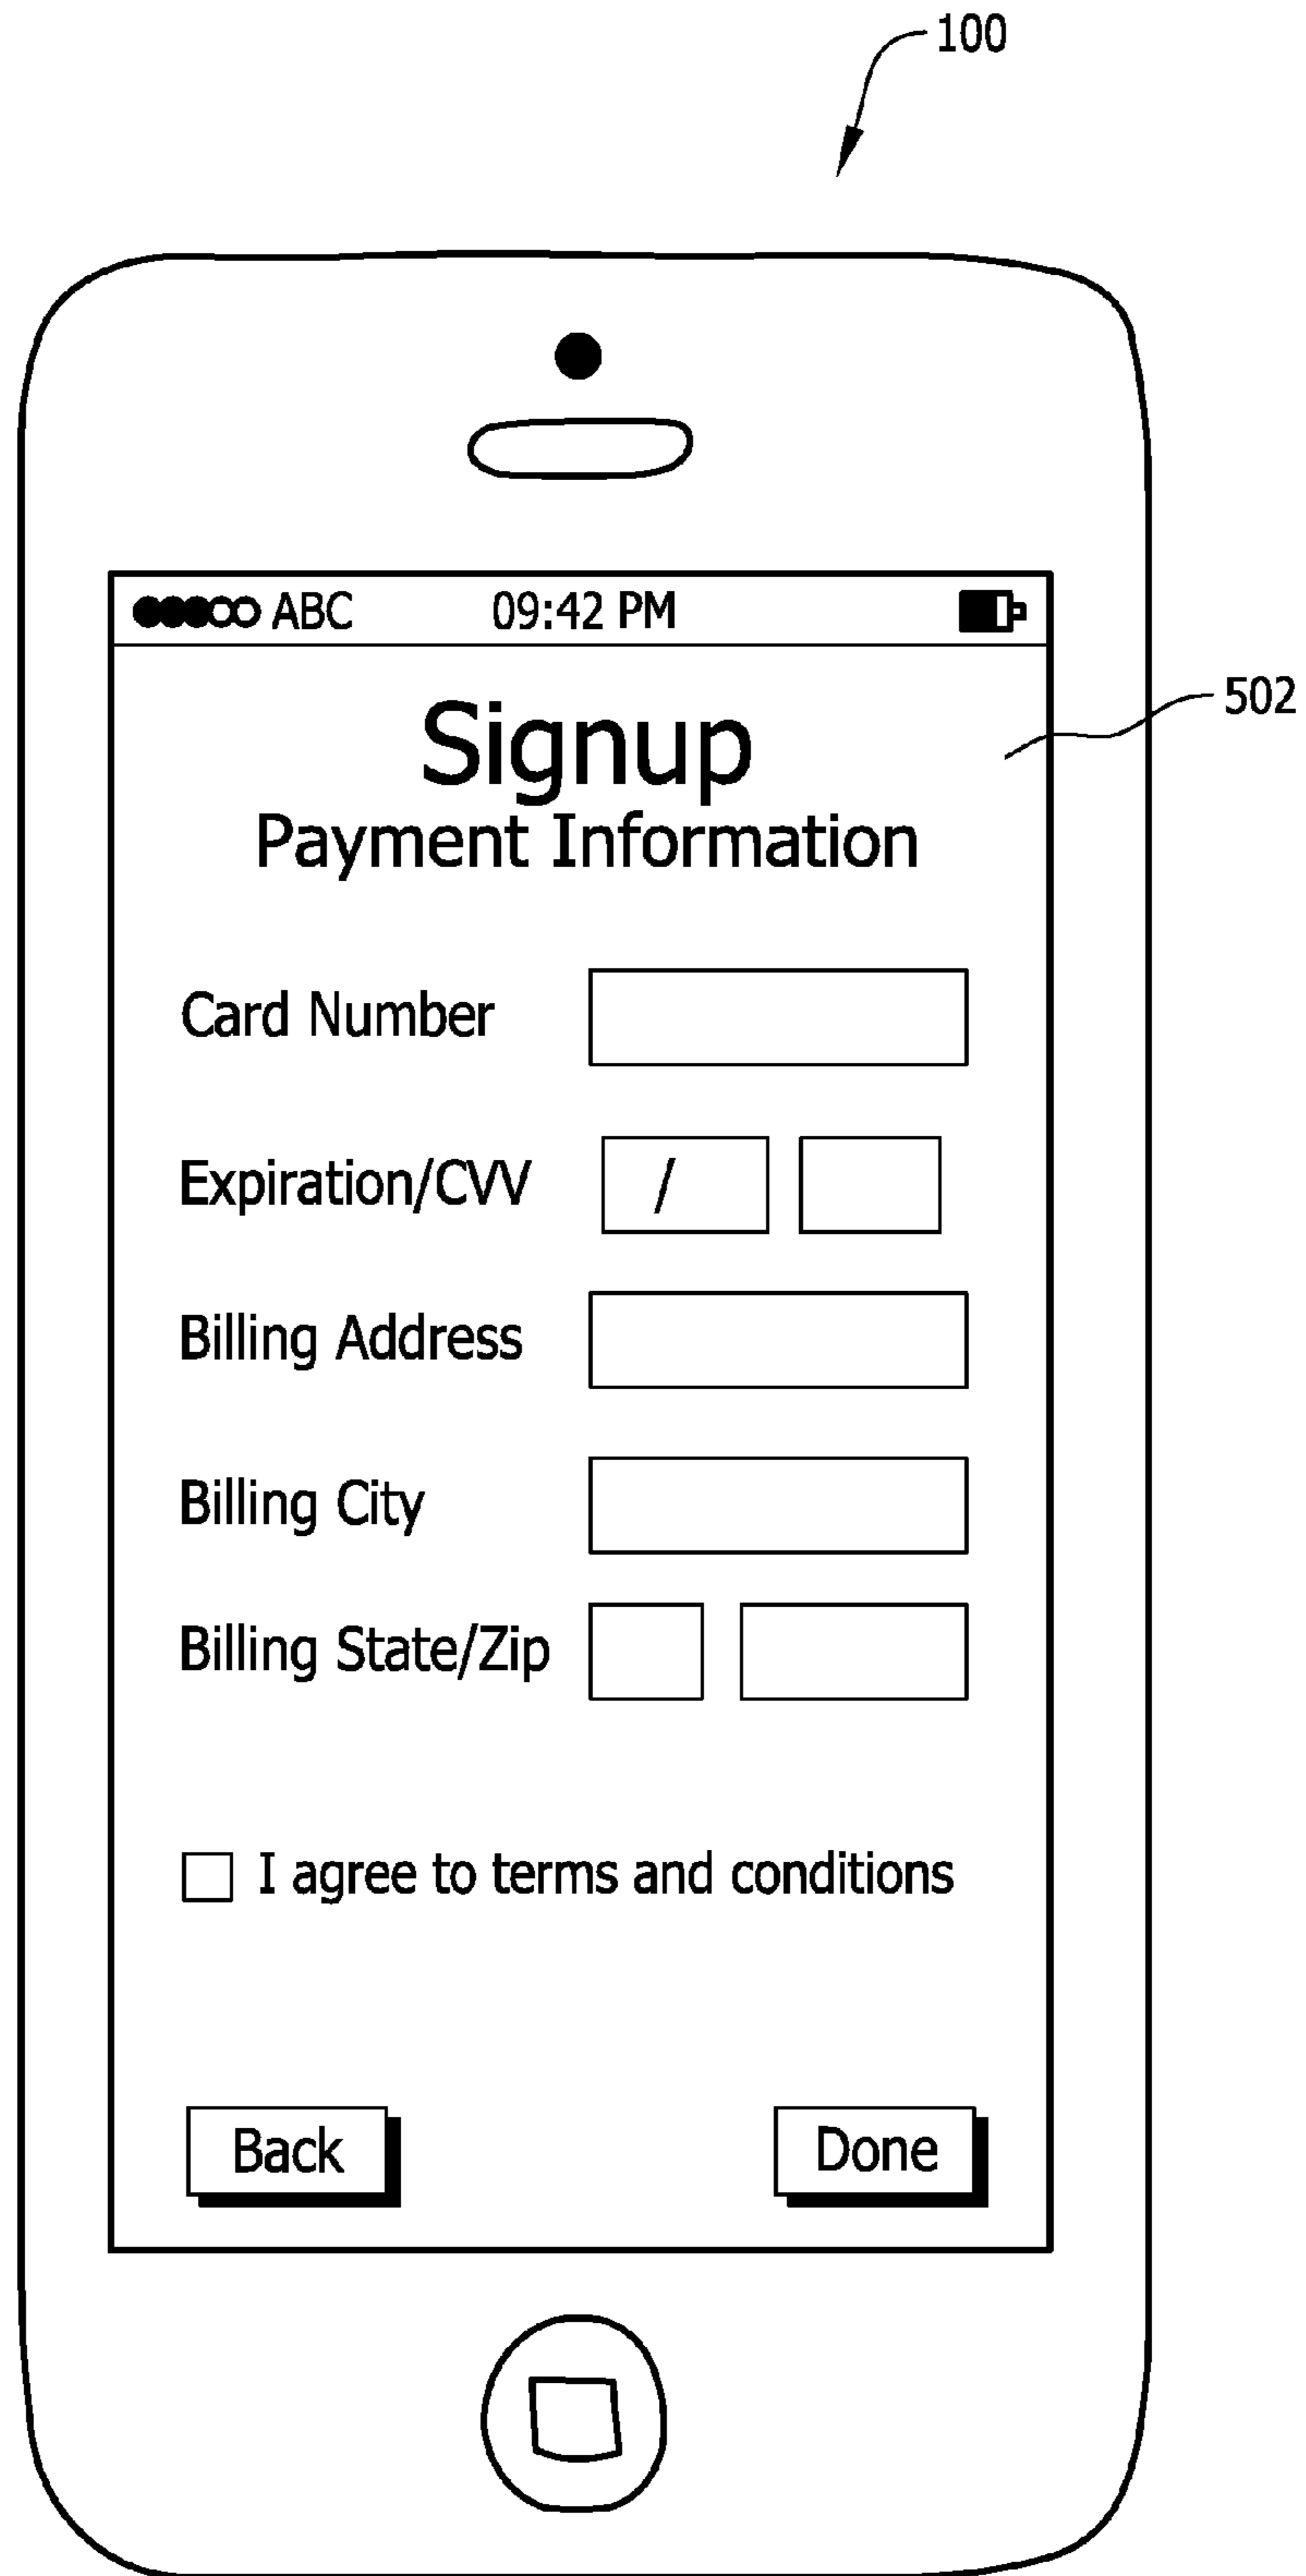 100
ABC 09:42 PM
502
Signup
Payment Information
Card Number
Expiration/CVV /
Billing Address
Billing City
Billing State/Zip
I agree to terms and conditions
Back Done